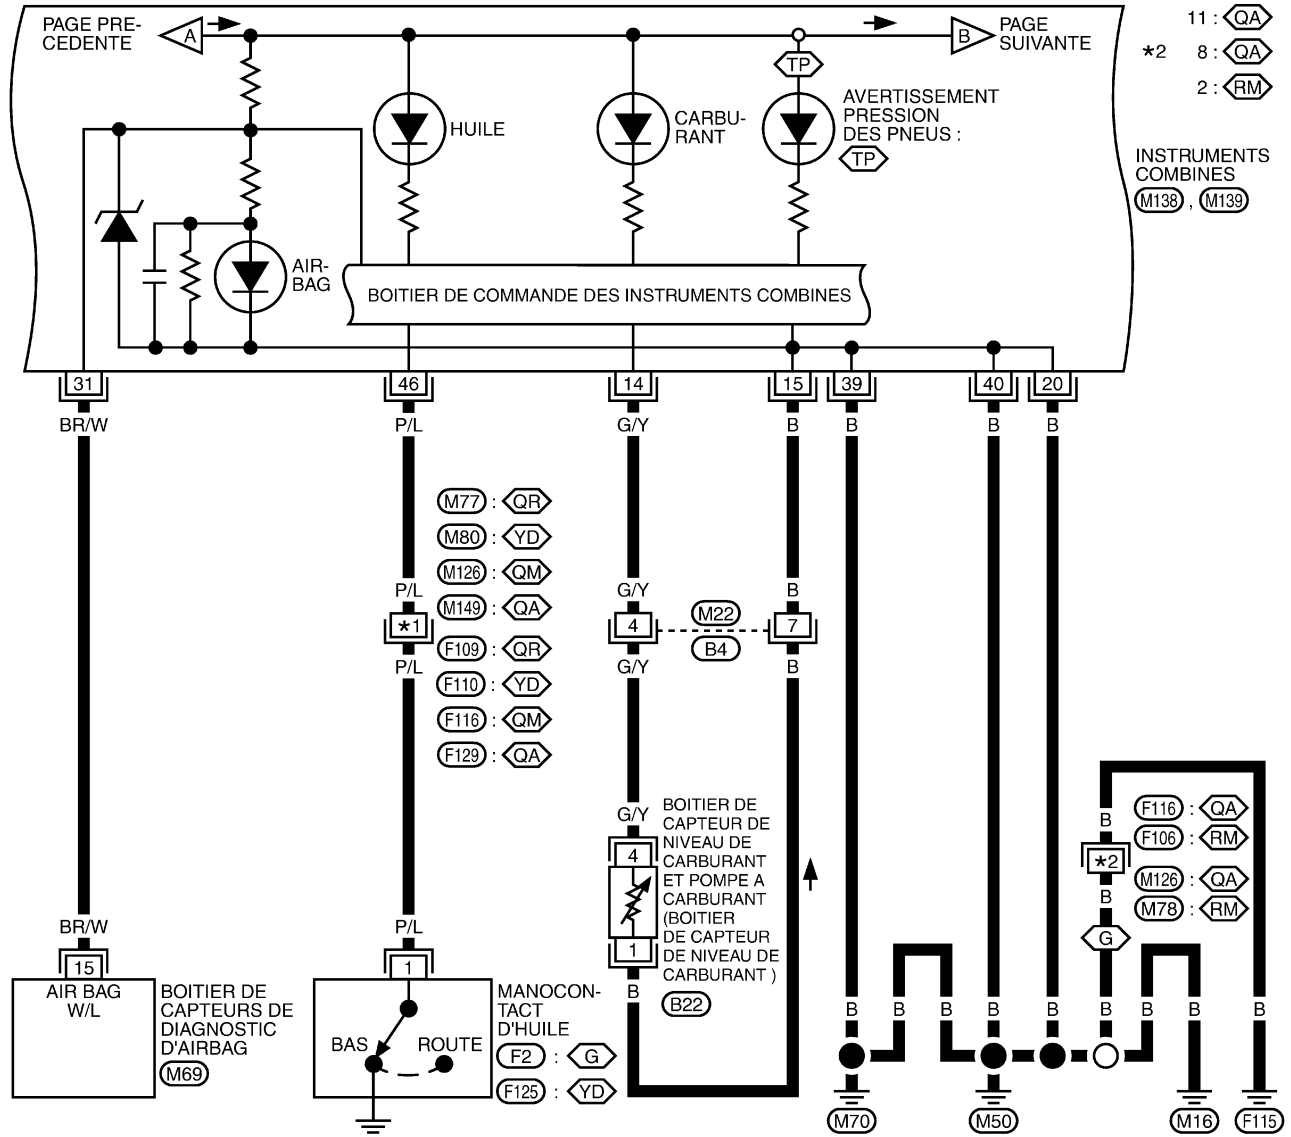 PAGE PRE-
CEDENTE
A
B
PAGE
SUIVANTE
11 : QA
*2 8 : QA
2 : RM
TP
HUILE
CARBU-
RANT
AVERTISSEMENT
PRESSION
DES PNEUS :
TP
INSTRUMENTS
COMBINES
M138 , M139
AIR-
BAG
BOITIER DE COMMANDE DES INSTRUMENTS COMBINES
31 46 14 15 39 40 20
BR/W P/L G/Y B B B B
M77 : QR
M80 : YD
M126 : QM
M149 : QA
F109 : QR
F110 : YD
F116 : QM
F129 : QA
P/L G/Y B
*1 4 7
M22
B4
P/L G/Y B
G/Y
4
1
B
BOITIER DE
CAPTEUR DE
NIVEAU DE
CARBURANT
ET POMPE A
CARBURANT
(BOITIER
DE CAPTEUR
DE NIVEAU DE
CARBURANT )
B22
B
*2
B
G
F116 : QA
F106 : RM
M126 : QA
M78 : RM
BR/W P/L
15 1
AIR BAG
W/L
BOITIER DE
CAPTEURS DE
DIAGNOSTIC
D'AIRBAG
M69
BAS ROUTE
MANOCON-
TACT
D'HUILE
F2 : G
F125 : YD
B B B B B B B B B
M70 M50 M16 F115